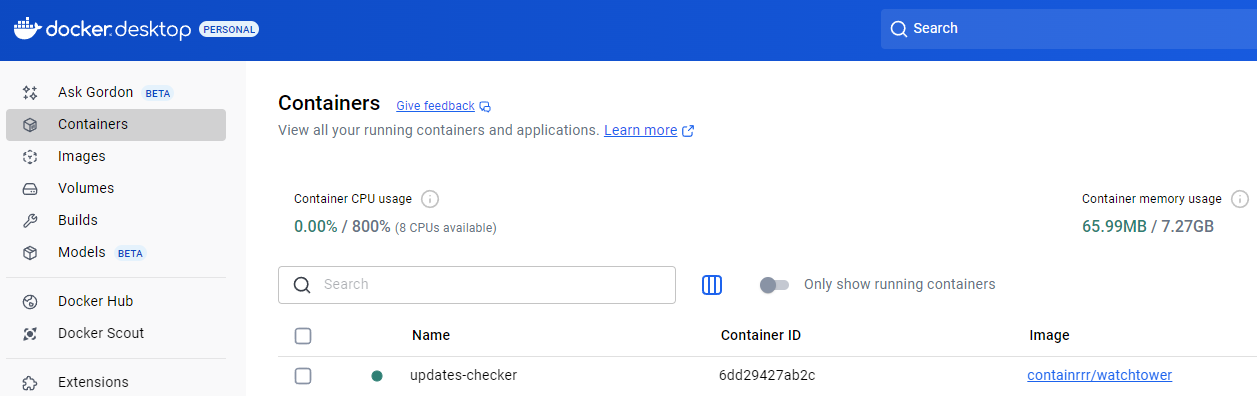 docker.desktop PERSONAL
Search
Ask Gordon BETA
Containers
Images
Volumes
Builds
Models BETA
Docker Hub
Docker Scout
Extensions
Containers Give feedback
View all your running containers and applications. Learn more
Container CPU usage
0.00% / 800% (8 CPUs available)
Container memory usage
65.99MB / 7.27GB
Search
Only show running containers
Name Container ID Image
updates-checker 6dd29427ab2c containrrr/watchtower